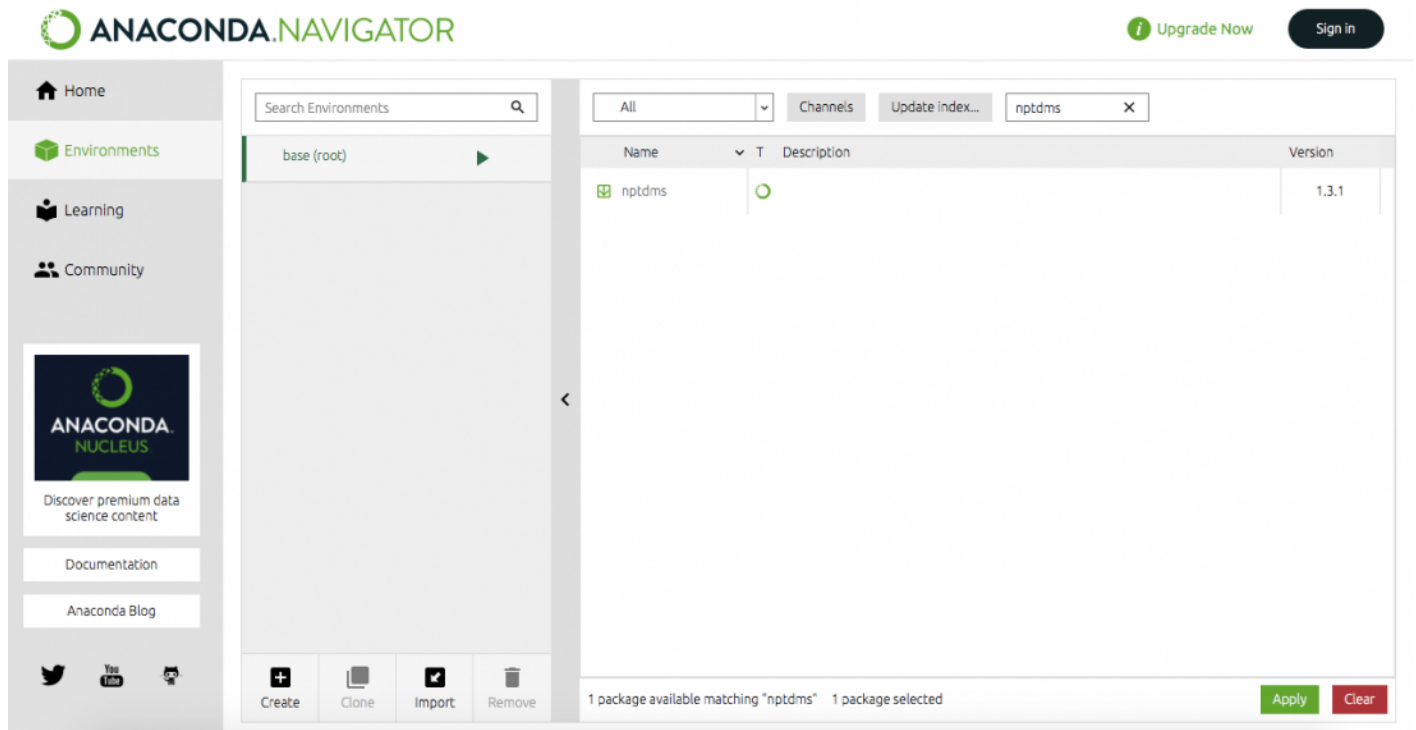 ANACONDA.NAVIGATOR
Upgrade Now
Sign in
Home
Environments
Learning
Community
ANACONDA.
NUCLEUS
Discover premium data
science content
Documentation
Anaconda Blog
You
Tube
Search Environments
base (root)
Create
Clone
Import
Remove
All
Channels
Update index...
nptdms
Name T Description Version
nptdms 1.3.1
1 package available matching "nptdms" 1 package selected
Apply
Clear